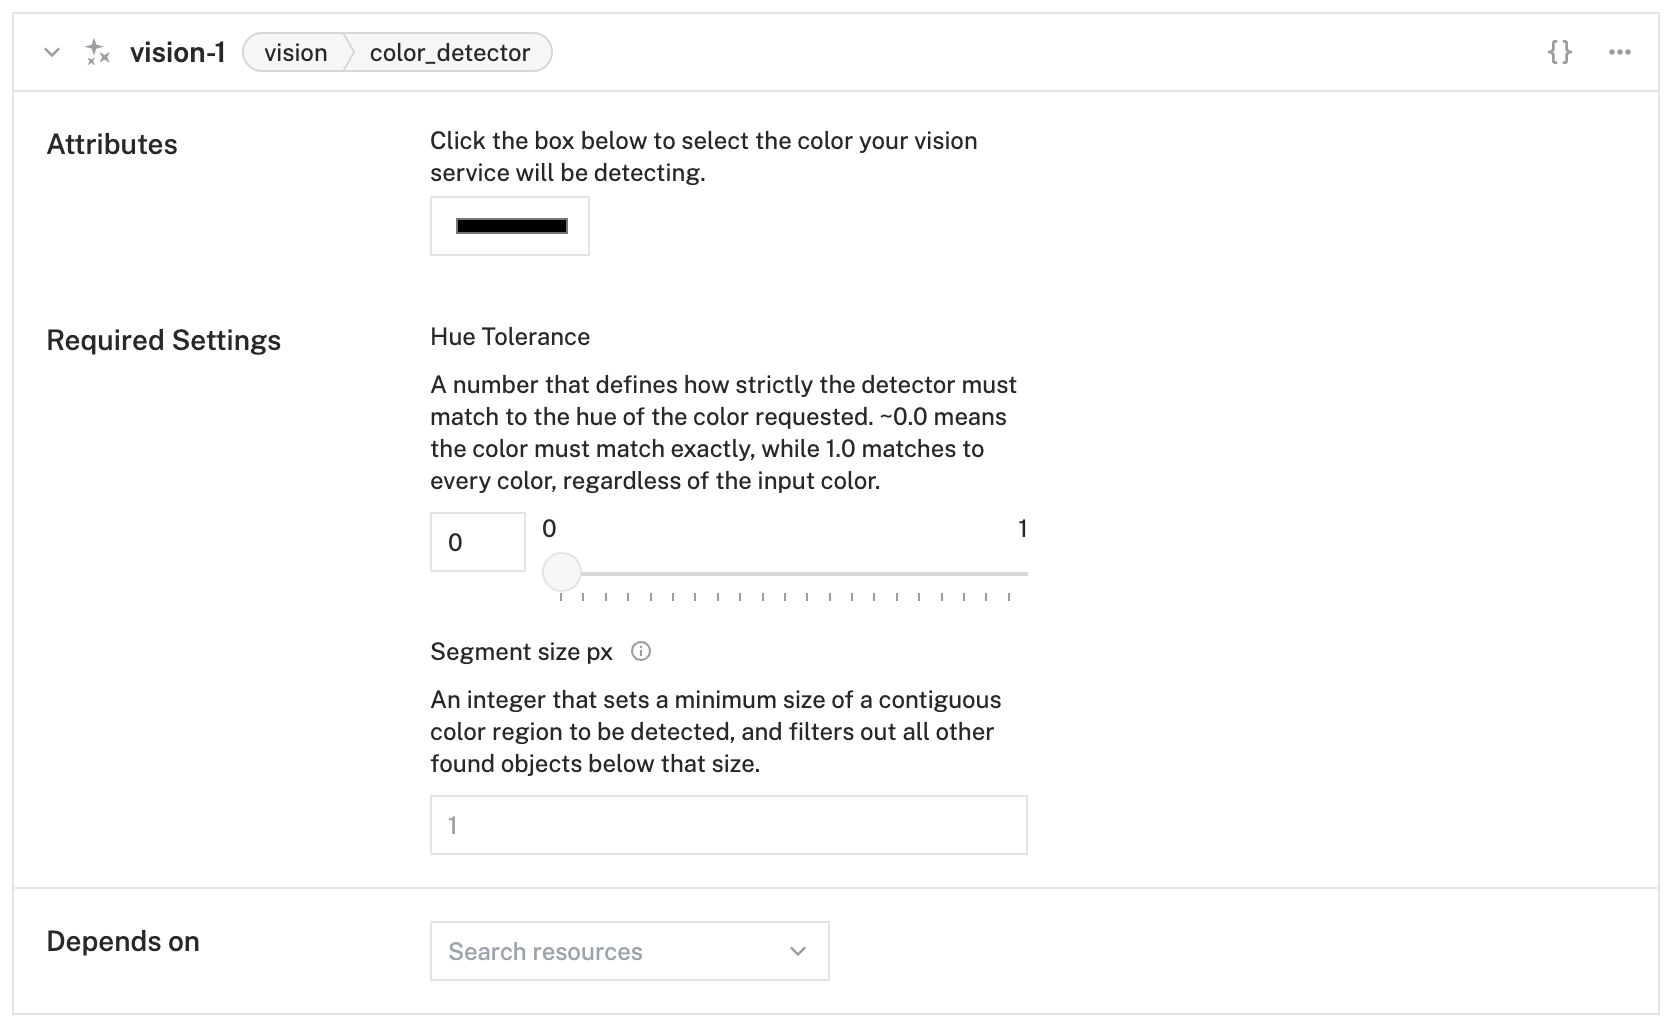 vision-1 vision color_detector {}
Attributes
Click the box below to select the color your vision
service will be detecting.
Required Settings
Hue Tolerance
A number that defines how strictly the detector must
match to the hue of the color requested. ~0.0 means
the color must match exactly, while 1.0 matches to
every color, regardless of the input color.
0
0 1
Segment size px
An integer that sets a minimum size of a contiguous
color region to be detected, and filters out all other
found objects below that size.
1
Depends on
Search resources